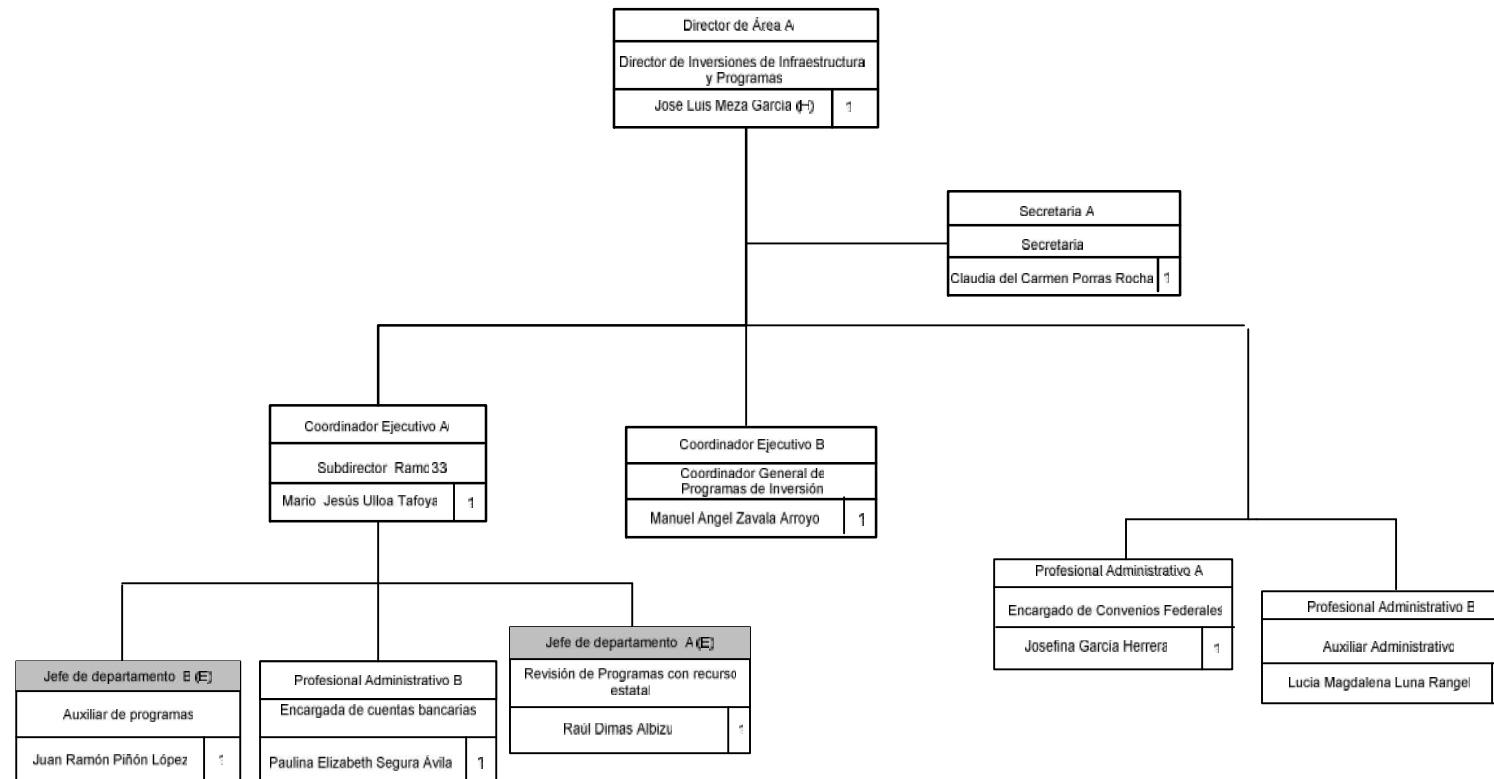 Director de Área A
Director de Inversiones de Infraestructura
y Programas
Jose Luis Meza Garcia (H) 1
Secretaria A
Secretaria
Claudia del Carmen Porras Rocha 1
Coordinador Ejecutivo A
Subdirector Ramo 33
Mario Jesús Ulloa Tafoya 1
Coordinador Ejecutivo B
Coordinador General de
Programas de Inversión
Manuel Angel Zavala Arroyo 1
Profesional Administrativo A
Encargado de Convenios Federales
Josefina García Herrera 1
Profesional Administrativo B
Auxiliar Administrativo
Lucia Magdalena Luna Rangel
Jefe de departamento B (E)
Auxiliar de programas
Juan Ramón Piñón López 1
Profesional Administrativo B
Encargada de cuentas bancarias
Paulina Elizabeth Segura Ávila 1
Jefe de departamento A (E)
Revisión de Programas con recurso
estatal
Raúl Dimas Albizu 1